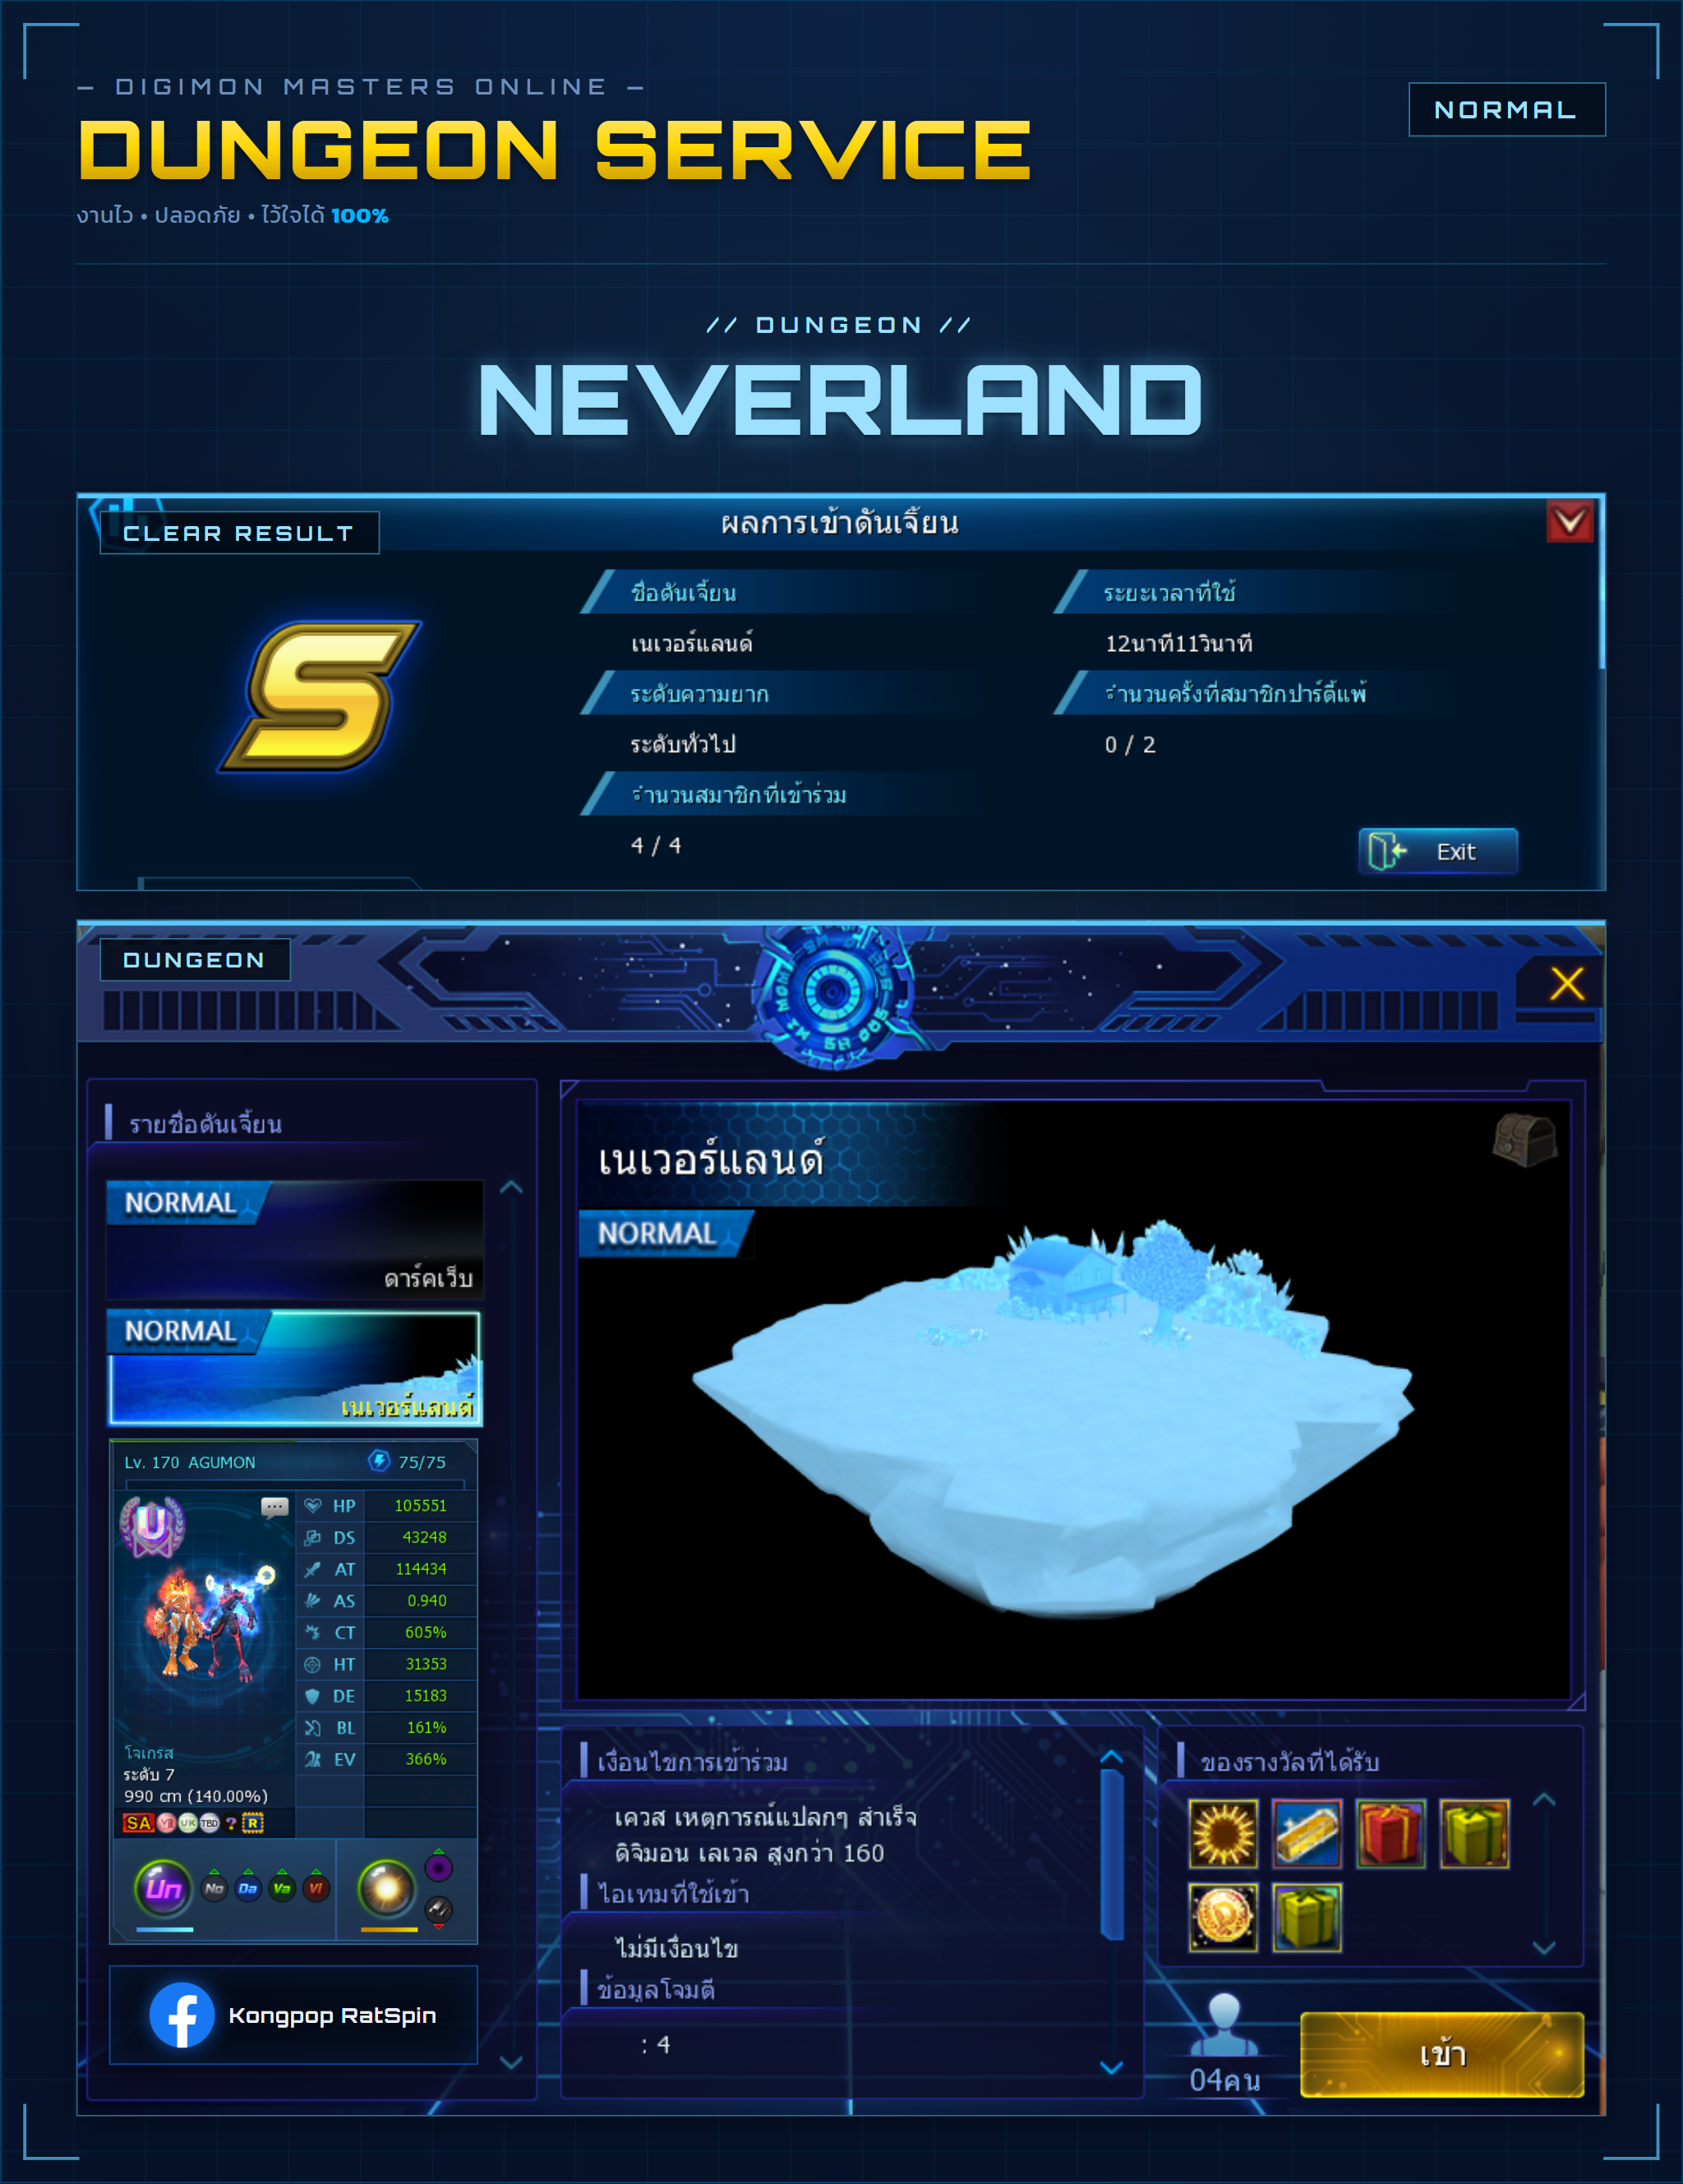 – DIGIMON MASTERS ONLINE –
DUNGEON SERVICE
งานไว • ปลอดภัย • ไว้ใจได้ 100%
NORMAL
// DUNGEON //
NEVERLAND
CLEAR RESULT
ผลการเข้าดันเจี้ยน
S
ชื่อดันเจี้ยน
เนเวอร์แลนด์
ระดับความยาก
ระดับทั่วไป
จำนวนสมาชิกที่เข้าร่วม
4 / 4
ระยะเวลาที่ใช้
12นาที11วินาที
จำนวนครั้งที่สมาชิกปาร์ตี้แพ้
0 / 2
Exit
DUNGEON
รายชื่อดันเจี้ยน
NORMAL
ดาร์คเว็บ
NORMAL
เนเวอร์แลนด์
Lv. 170 AGUMON 75/75
U
HP 105551
DS 43248
AT 114434
AS 0.940
CT 605%
HT 31353
DE 15183
BL 161%
EV 366%
โจเกรส
ระดับ 7
990 cm (140.00%)
SA VB UK TBD ? R
Un No Da Va Vi
Kongpop RatSpin
เนเวอร์แลนด์
NORMAL
เงื่อนไขการเข้าร่วม
เควส เหตุการณ์แปลกๆ สำเร็จ
ดิจิมอน เลเวล สูงกว่า 160
ไอเทมที่ใช้เข้า
ไม่มีเงื่อนไข
ข้อมูลโจมตี
: 4
ของรางวัลที่ได้รับ
04คน
เข้า